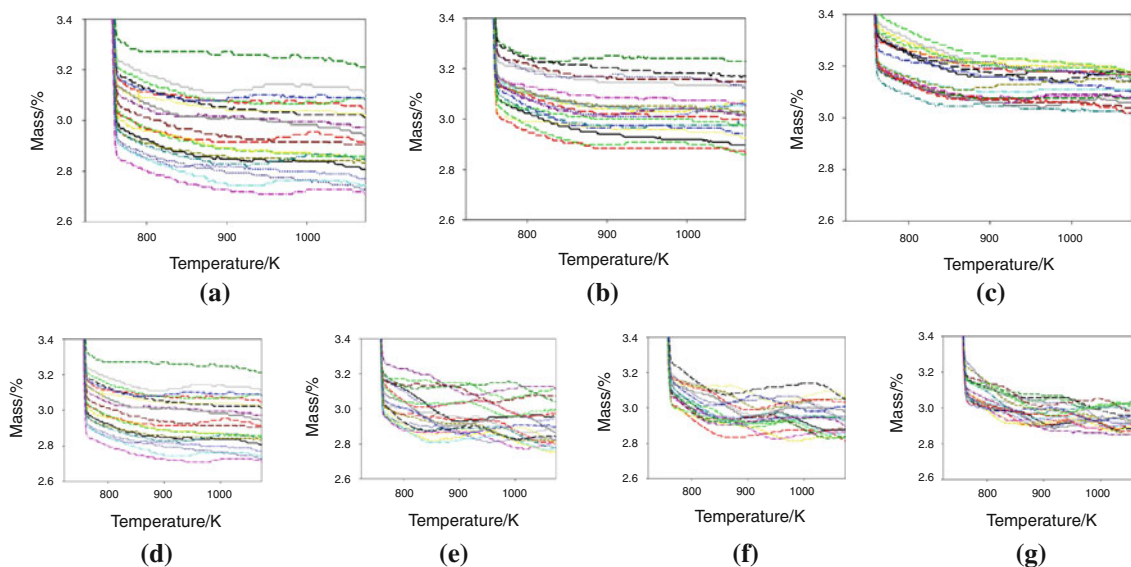 3.4
3.2
3.0
2.8
2.6
Mass/%
800
900
1000
Temperature/K
(a)
3.4
3.2
3.0
2.8
2.6
Mass/%
800
900
1000
Temperature/K
(b)
3.4
3.2
3.0
2.8
2.6
Mass/%
800
900
1000
Temperature/K
(c)
3.4
3.2
3.0
2.8
2.6
Mass/%
800
900
1000
Temperature/K
(d)
3.4
3.2
3.0
2.8
2.6
Mass/%
800
900
1000
Temperature/K
(e)
3.4
3.2
3.0
2.8
2.6
Mass/%
800
900
1000
Temperature/K
(f)
3.4
3.2
3.0
2.8
2.6
Mass/%
800
900
1000
Temperature/K
(g)